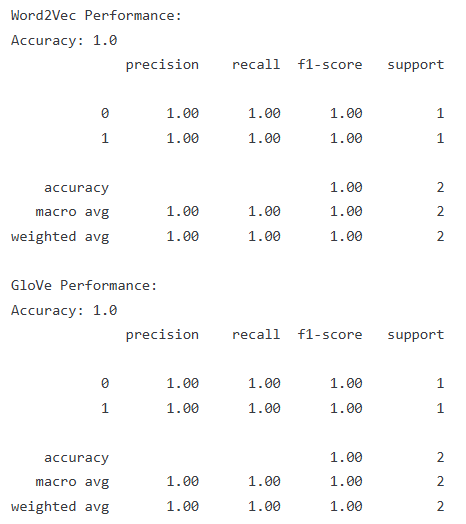 Word2Vec Performance:
Accuracy: 1.0
precision recall f1-score support
0 1.00 1.00 1.00 1
1 1.00 1.00 1.00 1
accuracy 1.00 2
macro avg 1.00 1.00 1.00 2
weighted avg 1.00 1.00 1.00 2
GloVe Performance:
Accuracy: 1.0
precision recall f1-score support
0 1.00 1.00 1.00 1
1 1.00 1.00 1.00 1
accuracy 1.00 2
macro avg 1.00 1.00 1.00 2
weighted avg 1.00 1.00 1.00 2